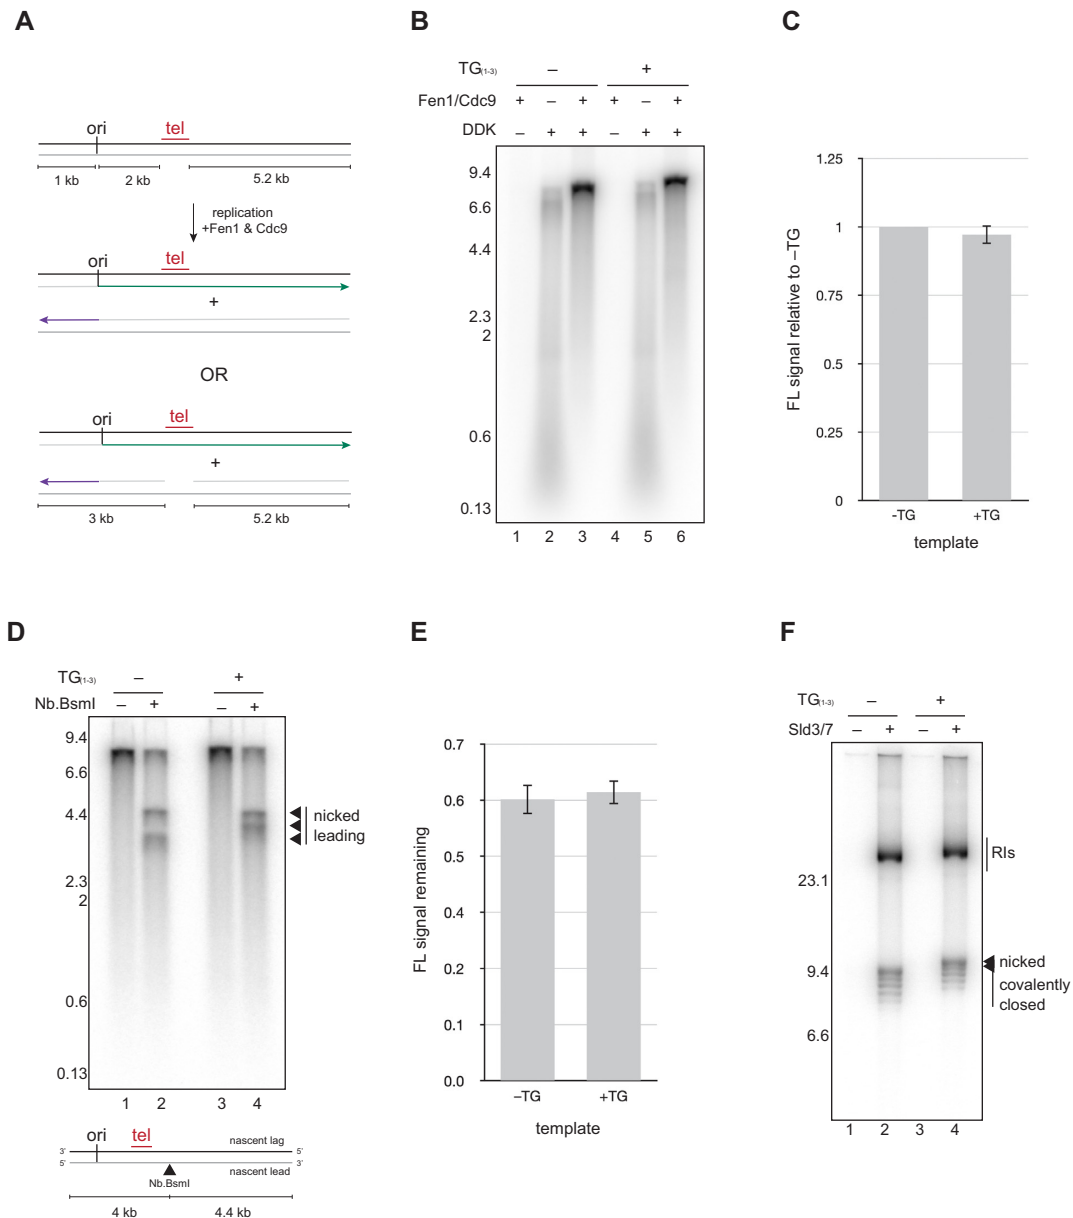 A
ori
tel
1 kb
2 kb
5.2 kb
replication
+Fen1 & Cdc9
ori
tel
+
OR
ori
tel
+
3 kb
5.2 kb
B
TG(1-3) – +
Fen1/Cdc9 + – + + – +
DDK – + + – + +
9.4
6.6
4.4
2.3
2
0.6
0.13
1 2 3 4 5 6
C
FL signal relative to –TG
1.25
1
0.75
0.5
0.25
0
-TG +TG
template
D
TG(1-3) – +
Nb.BsmI – + – +
9.4
6.6
4.4
2.3
2
0.6
0.13
nicked
leading
1 2 3 4
ori
tel
nascent lag
3' 5'
5' 3'
nascent lead
Nb.BsmI
4 kb 4.4 kb
E
FL signal remaining
0.7
0.6
0.5
0.4
0.2
0.1
0.0
–TG +TG
template
F
TG(1-3) – +
Sld3/7 – + – +
RIs
23.1
9.4
6.6
nicked
covalently
closed
1 2 3 4